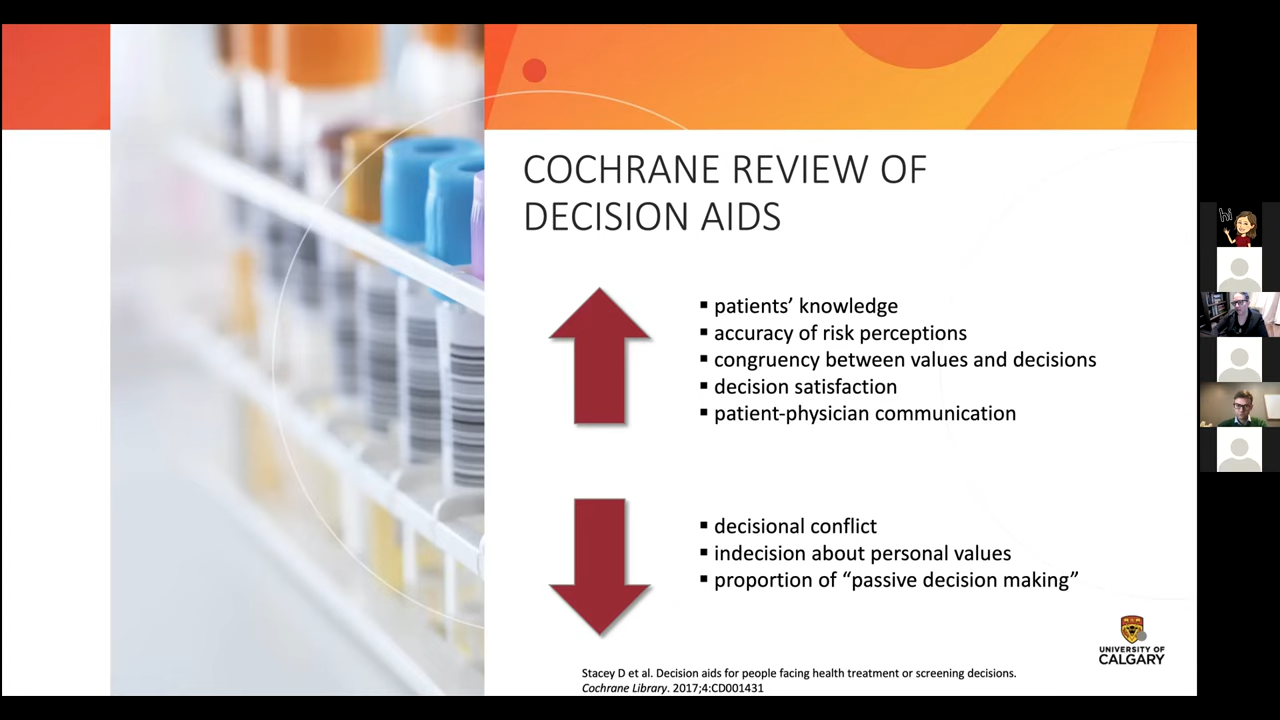 COCHRANE REVIEW OF
DECISION AIDS
▪ patients’ knowledge
▪ accuracy of risk perceptions
▪ congruency between values and decisions
▪ decision satisfaction
▪ patient-physician communication
▪ decisional conflict
▪ indecision about personal values
▪ proportion of “passive decision making”
UNIVERSITY OF
CALGARY
Stacey D et al. Decision aids for people facing health treatment or screening decisions.
Cochrane Library. 2017;4:CD001431
hi